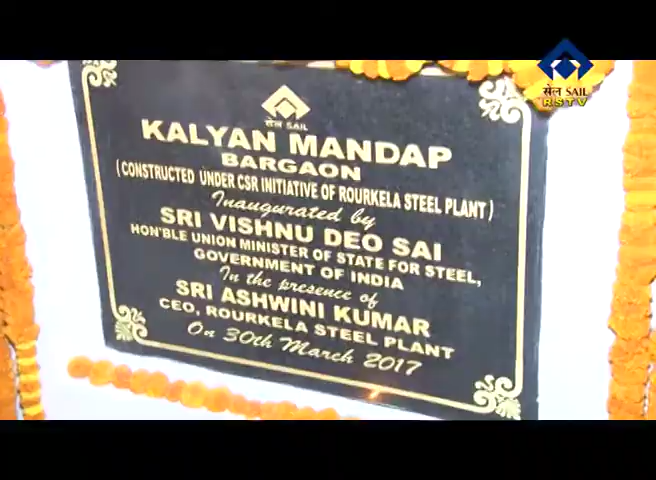 सेल SAIL
RSTV
सेल SAIL
KALYAN MANDAP
BARGAON
(CONSTRUCTED UNDER CSR INITIATIVE OF ROURKELA STEEL PLANT)
Inaugurated by
SRI VISHNU DEO SAI
HON'BLE UNION MINISTER OF STATE FOR STEEL,
GOVERNMENT OF INDIA
In the presence of
SRI ASHWINI KUMAR
CEO, ROURKELA STEEL PLANT
On 30th March 2017